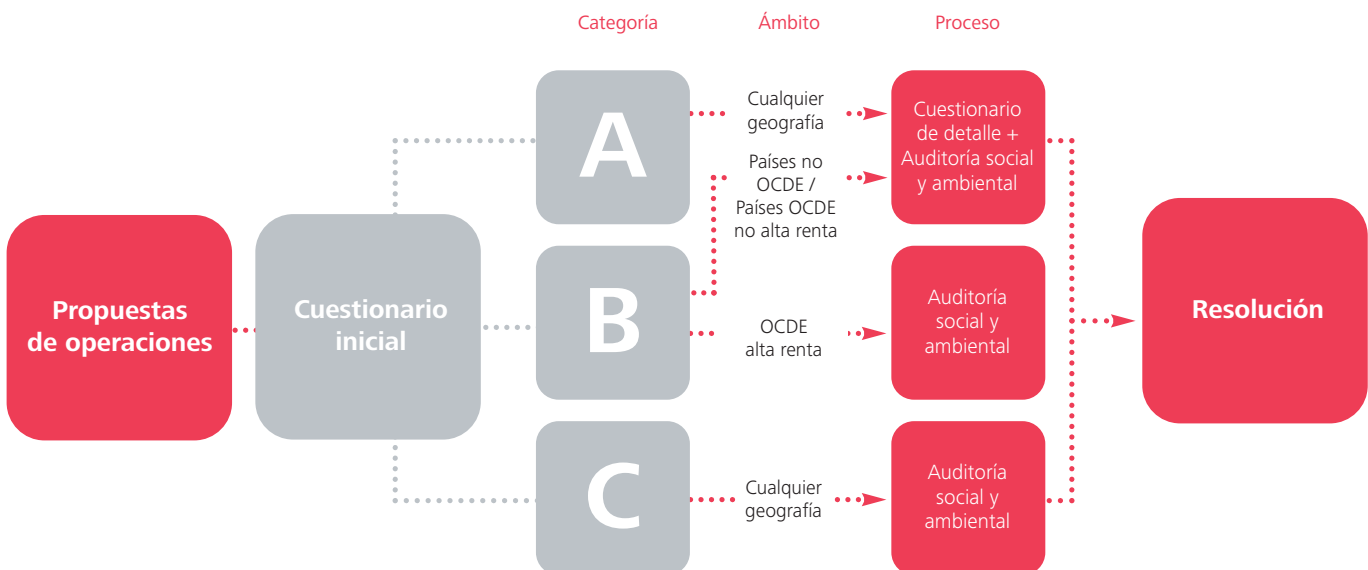 Categoría
Ámbito
Proceso
Propuestas
de operaciones
Cuestionario
inicial
A
Cualquier
geografía
Cuestionario
de detalle +
Auditoría social
y ambiental
B
Países no
OCDE /
Países OCDE
no alta renta
OCDE
alta renta
Auditoría
social y
ambiental
C
Cualquier
geografía
Auditoría
social y
ambiental
Resolución